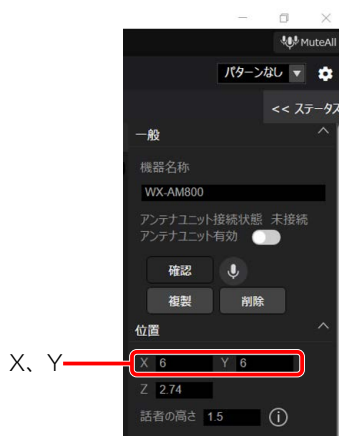 MuteAll
パターンなし
<< ステータス
一般
機器名称
WX-AM800
アンテナユニット接続状態 未接続
アンテナユニット有効
確認
複製 削除
位置
X、Y
X 6 Y 6
Z 2.74
話者の高さ 1.5